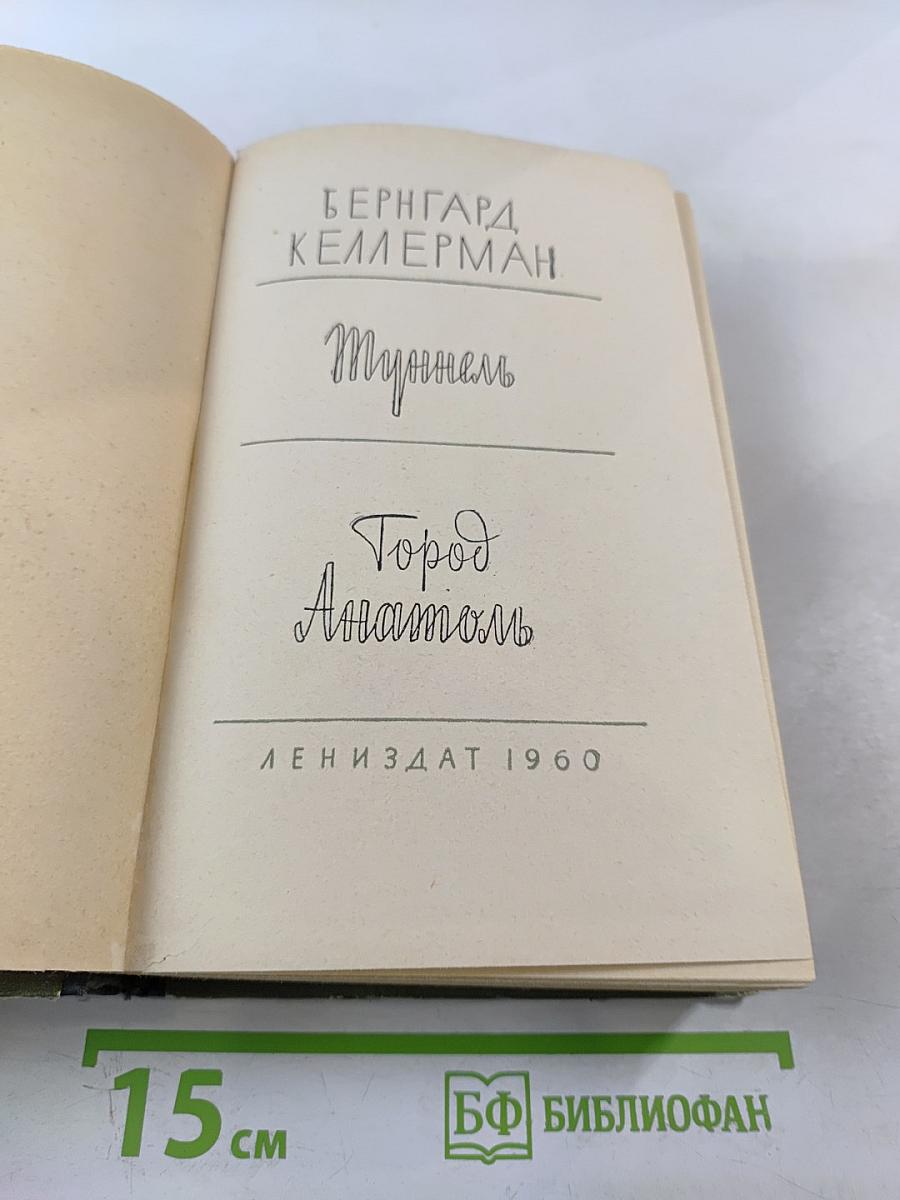 БЕРНГАРД
КЕЛЛЕРМАН
Туннель
Город
Анатоль
ЛЕНИЗДАТ 1960
15 см
БФ БИБЛИОФАН